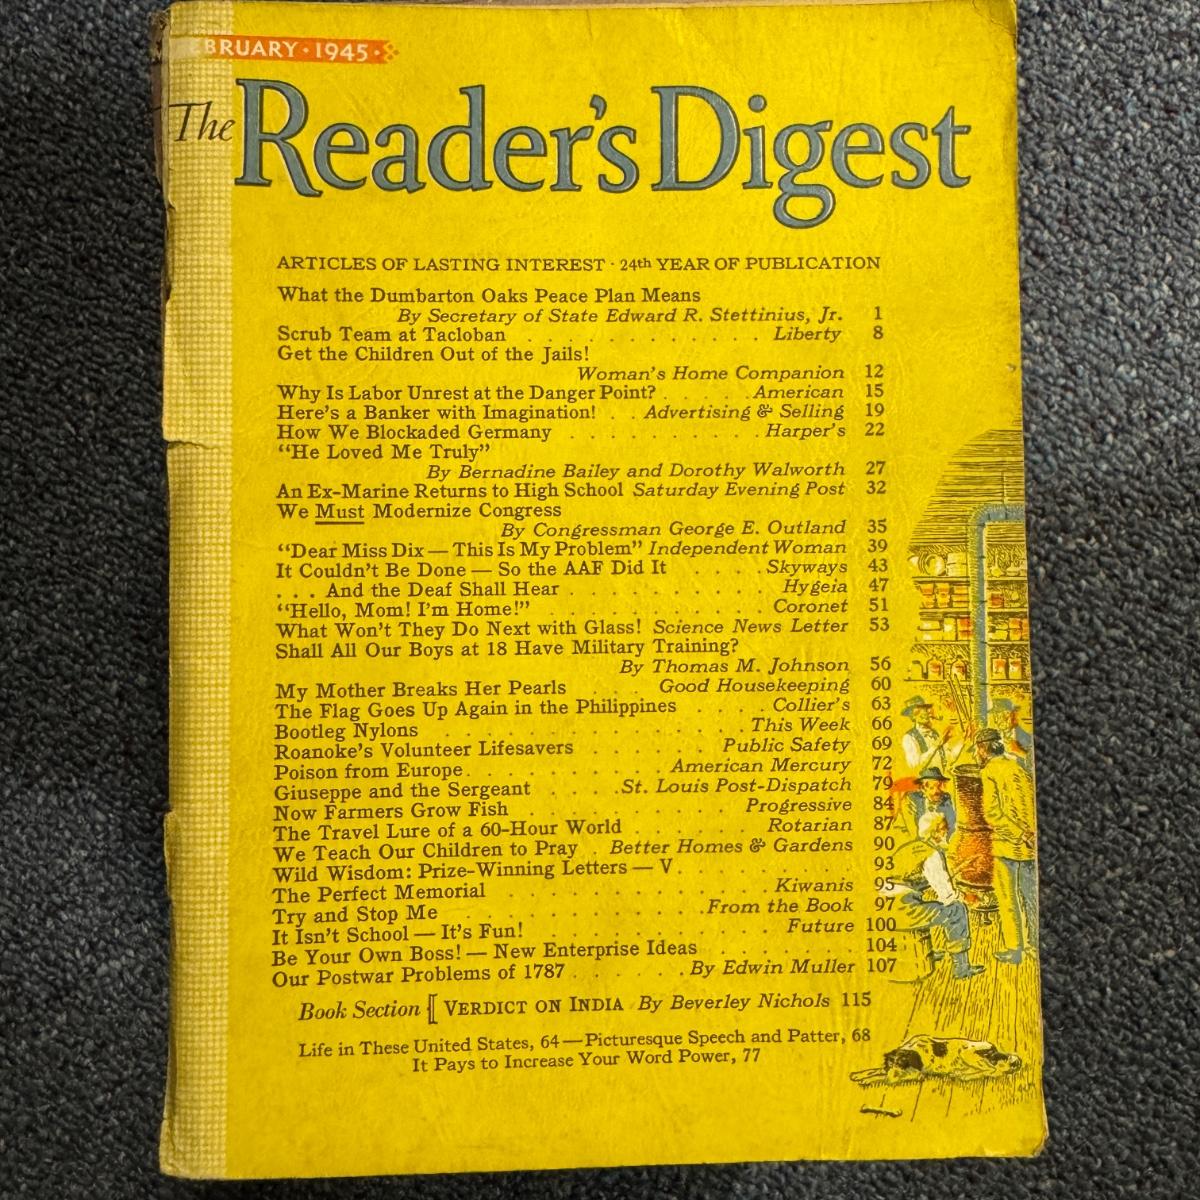 EBRUARY · 1945 ·
The Reader's Digest
ARTICLES OF LASTING INTEREST · 24th YEAR OF PUBLICATION
What the Dumbarton Oaks Peace Plan Means
By Secretary of State Edward R. Stettinius, Jr. 1
Scrub Team at Tacloban . . . . . . . . . . . . Liberty 8
Get the Children Out of the Jails!
Woman's Home Companion 12
Why Is Labor Unrest at the Danger Point? . . . . . American 15
Here's a Banker with Imagination! . . Advertising & Selling 19
How We Blockaded Germany . . . . . . . . . . Harper's 22
"He Loved Me Truly"
By Bernadine Bailey and Dorothy Walworth 27
An Ex-Marine Returns to High School Saturday Evening Post 32
We Must Modernize Congress
By Congressman George E. Outland 35
"Dear Miss Dix — This Is My Problem" Independent Woman 39
It Couldn't Be Done — So the AAF Did It . . . . Skyways 43
. . . And the Deaf Shall Hear . . . . . . . . . . Hygeia 47
"Hello, Mom! I'm Home!" . . . . . . . . . . . Coronet 51
What Won't They Do Next with Glass! Science News Letter 53
Shall All Our Boys at 18 Have Military Training?
By Thomas M. Johnson 56
My Mother Breaks Her Pearls . . . Good Housekeeping 60
The Flag Goes Up Again in the Philippines . . . . Collier's 63
Bootleg Nylons . . . . . . . . . . . . . . This Week 66
Roanoke's Volunteer Lifesavers . . . . . Public Safety 69
Poison from Europe . . . . . . . . . . American Mercury 72
Giuseppe and the Sergeant . . . . . St. Louis Post-Dispatch 79
Now Farmers Grow Fish . . . . . . . . . . Progressive 84
The Travel Lure of a 60-Hour World . . . . . . Rotarian 87
We Teach Our Children to Pray . Better Homes & Gardens 90
Wild Wisdom: Prize-Winning Letters — V . . . . . . . . 93
The Perfect Memorial . . . . . . . . . . . . Kiwanis 95
Try and Stop Me . . . . . . . . . . . From the Book 97
It Isn't School — It's Fun! . . . . . . . . . . Future 100
Be Your Own Boss! — New Enterprise Ideas . . . . . . . 104
Our Postwar Problems of 1787 . . . . . . By Edwin Muller 107
Book Section [ VERDICT ON INDIA By Beverley Nichols 115
Life in These United States, 64 — Picturesque Speech and Patter, 68
It Pays to Increase Your Word Power, 77